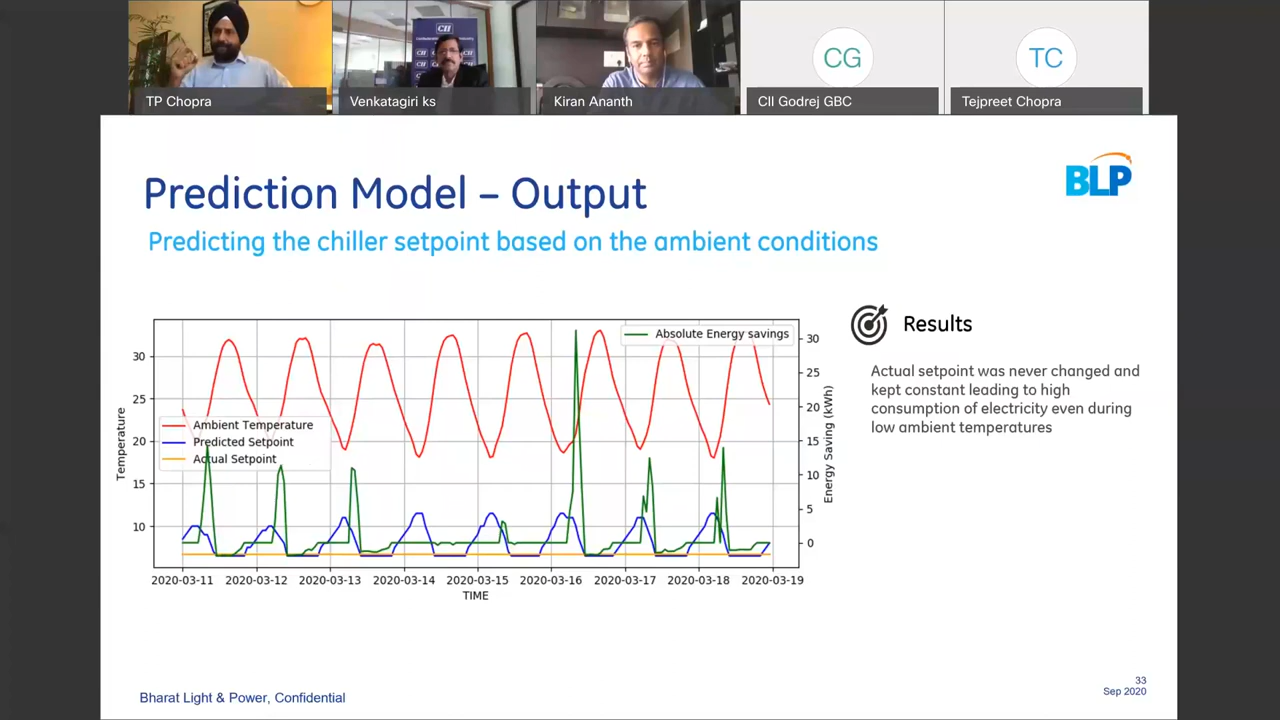 CII
TP Chopra
Venkatagiri ks
Kiran Ananth
CG
CII Godrej GBC
TC
Tejpreet Chopra
Prediction Model – Output
BLP
Predicting the chiller setpoint based on the ambient conditions
Absolute Energy savings
Ambient Temperature
Predicted Setpoint
Actual Setpoint
Temperature
30
25
20
15
10
Energy Saving (kWh)
30
25
20
15
10
5
0
2020-03-11 2020-03-12 2020-03-13 2020-03-14 2020-03-15 2020-03-16 2020-03-17 2020-03-18 2020-03-19
TIME
Results
Actual setpoint was never changed and
kept constant leading to high
consumption of electricity even during
low ambient temperatures
Bharat Light & Power, Confidential
33
Sep 2020